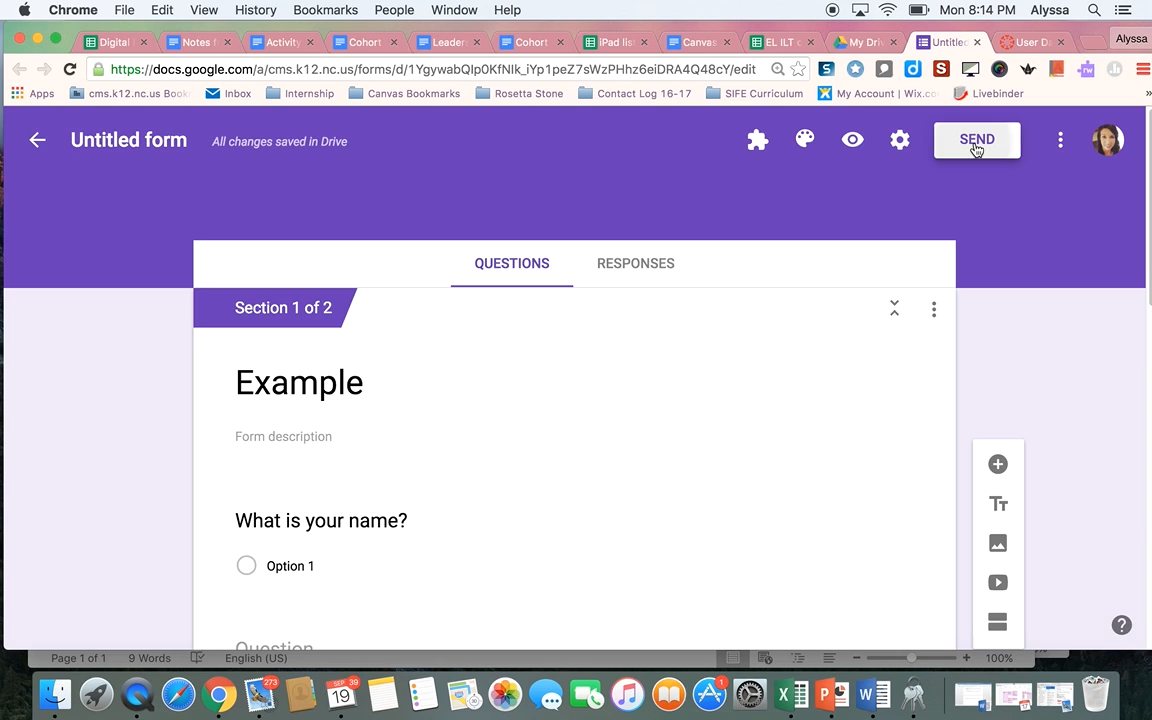 Chrome File Edit View History Bookmarks People Window Help Mon 8:14 PM Alyssa
Digital Notes f Activity Cohort Leader Cohort iPad lis Canvas EL ILT c My Dri Untitle User D Alyssa
https://docs.google.com/a/cms.k12.nc.us/forms/d/1YgywabQIp0KfNIk_iYp1peZ7sWzPHhz6eiDRA4Q48cY/edit
Apps cms.k12.nc.us Book Inbox Internship Canvas Bookmarks Rosetta Stone Contact Log 16-17 SIFE Curriculum My Account | Wix.co Livebinder »
Untitled form All changes saved in Drive SEND
QUESTIONS RESPONSES
Section 1 of 2
Example
Form description
What is your name?
Option 1
Question
Page 1 of 1 9 Words English (US) 100%
273 SEP 39 19 1